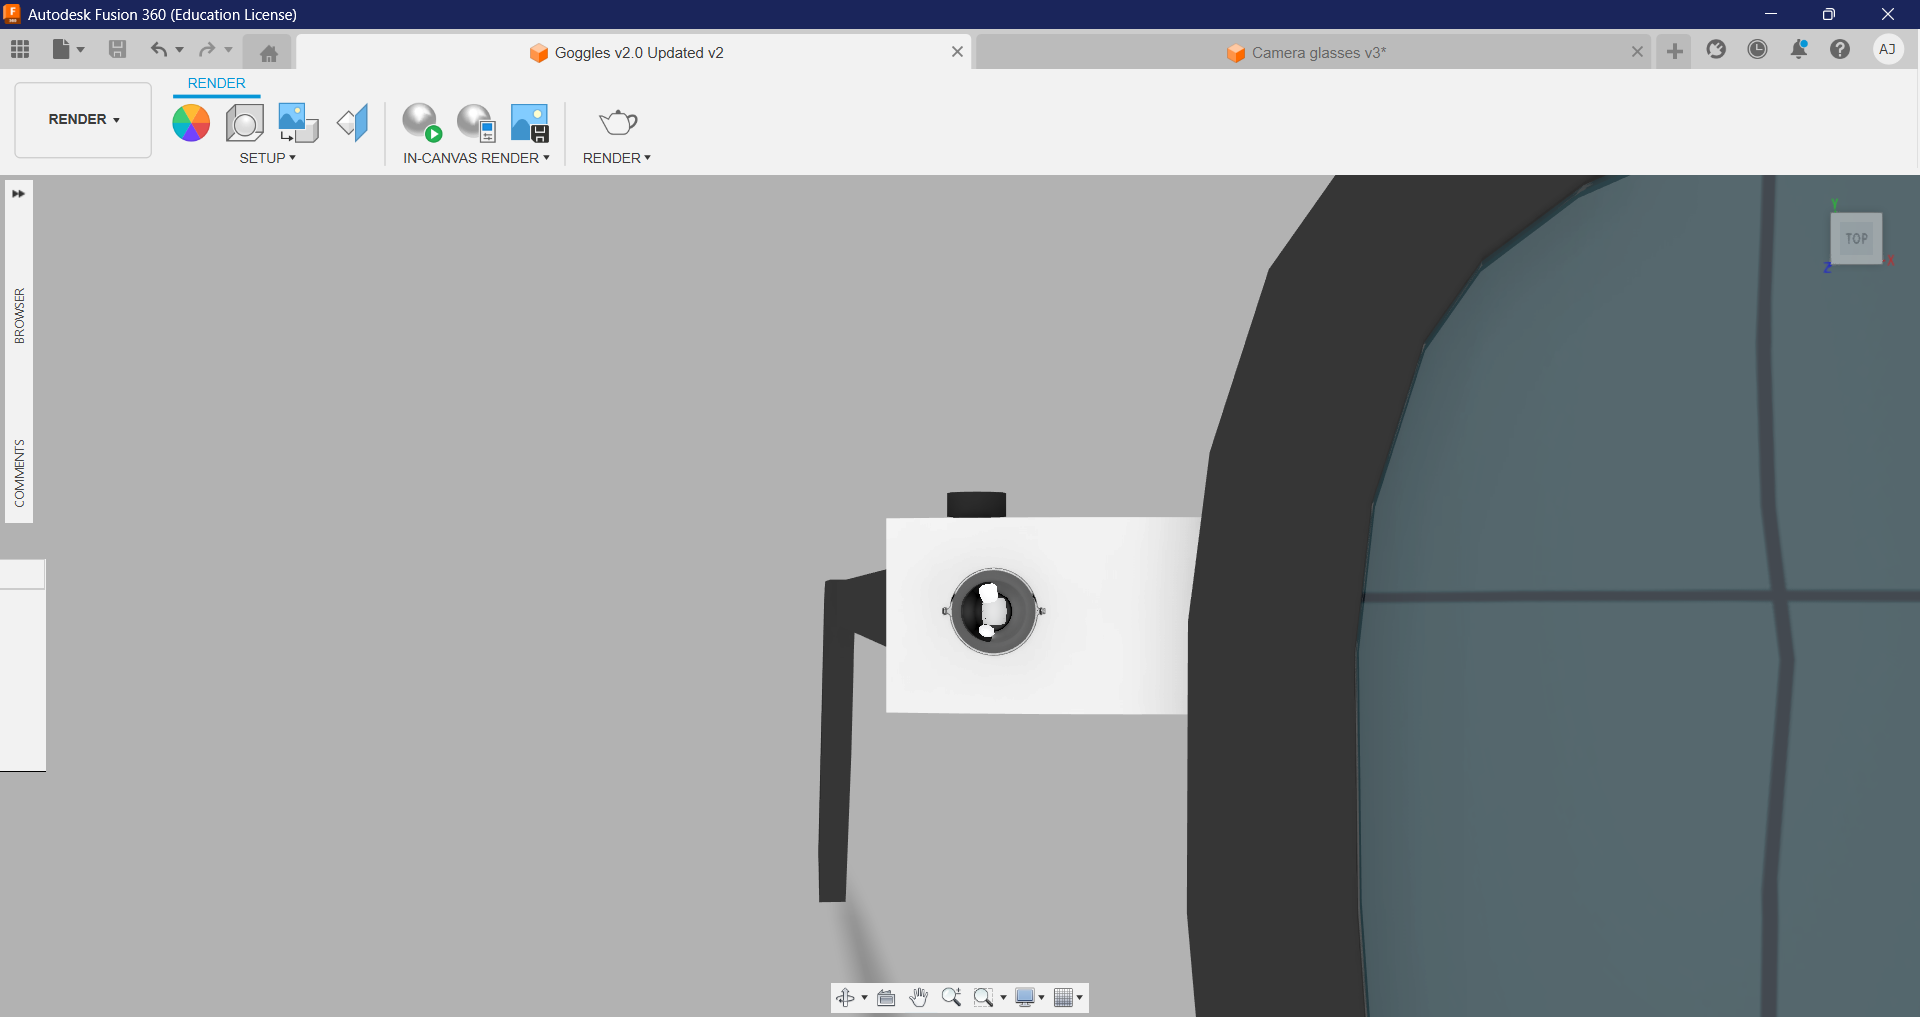 Autodesk Fusion 360 (Education License)
Goggles v2.0 Updated v2
Camera glasses v3*
AJ
RENDER
RENDER
SETUP
IN-CANVAS RENDER
RENDER
BROWSER
COMMENTS
Y
TOP
X
Z